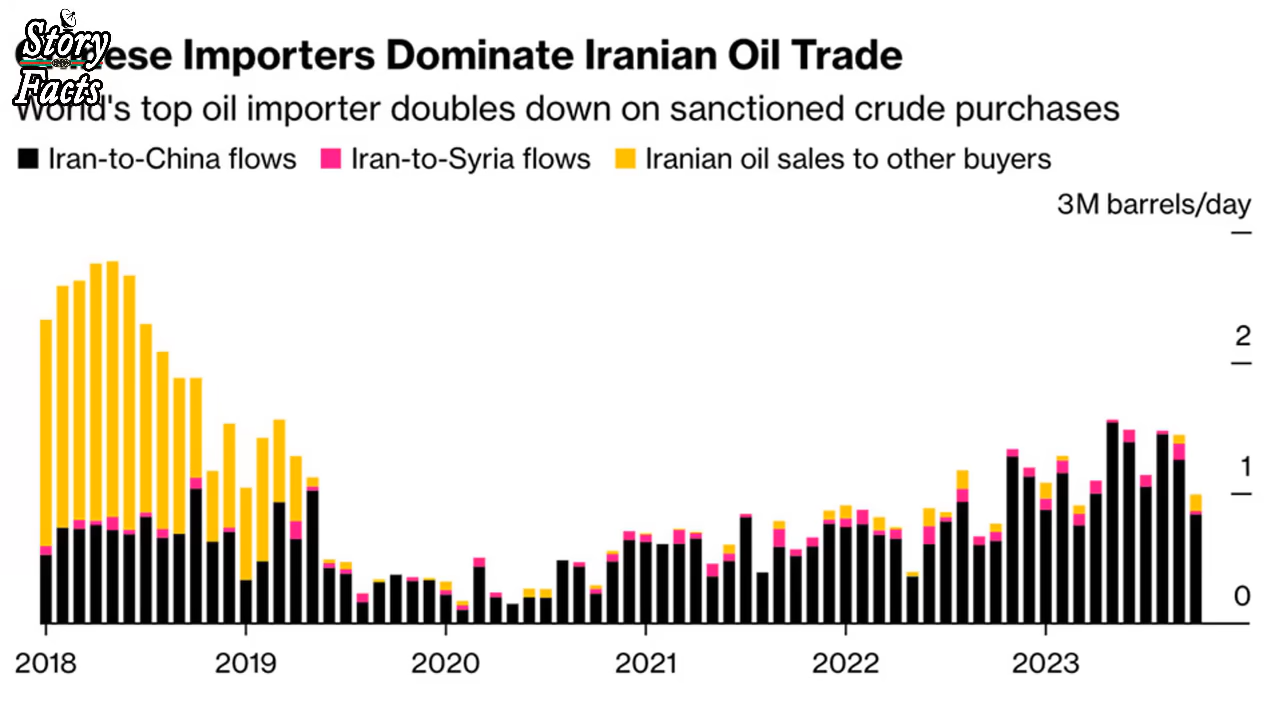 Story
Facts
Importers Dominate Iranian Oil Trade
World's top oil importer doubles down on sanctioned crude purchases
Iran-to-China flows Iran-to-Syria flows Iranian oil sales to other buyers
3M barrels/day
2
1
0
2018 2019 2020 2021 2022 2023